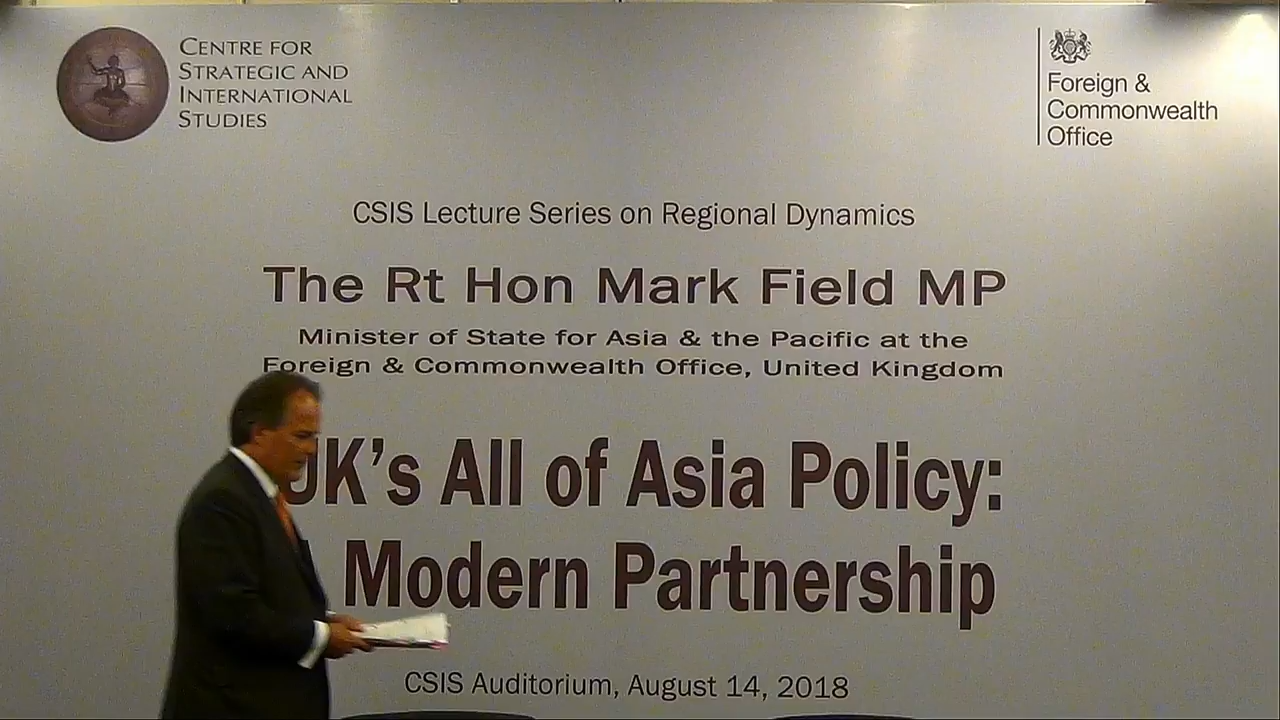 CENTRE FOR
STRATEGIC AND
INTERNATIONAL
STUDIES
Foreign &
Commonwealth
Office
CSIS Lecture Series on Regional Dynamics
The Rt Hon Mark Field MP
Minister of State for Asia & the Pacific at the
Foreign & Commonwealth Office, United Kingdom
UK's All of Asia Policy:
Modern Partnership
CSIS Auditorium, August 14, 2018